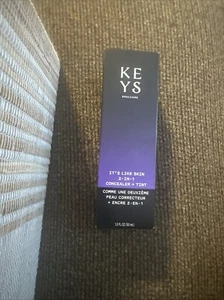 KE
YS
SOULCARE
IT'S LIKE SKIN
2-IN-1
CONCEALER + TINT
COMME UNE DEUXIÈME
PEAU CORRECTEUR
+ ENCRE 2-EN-1